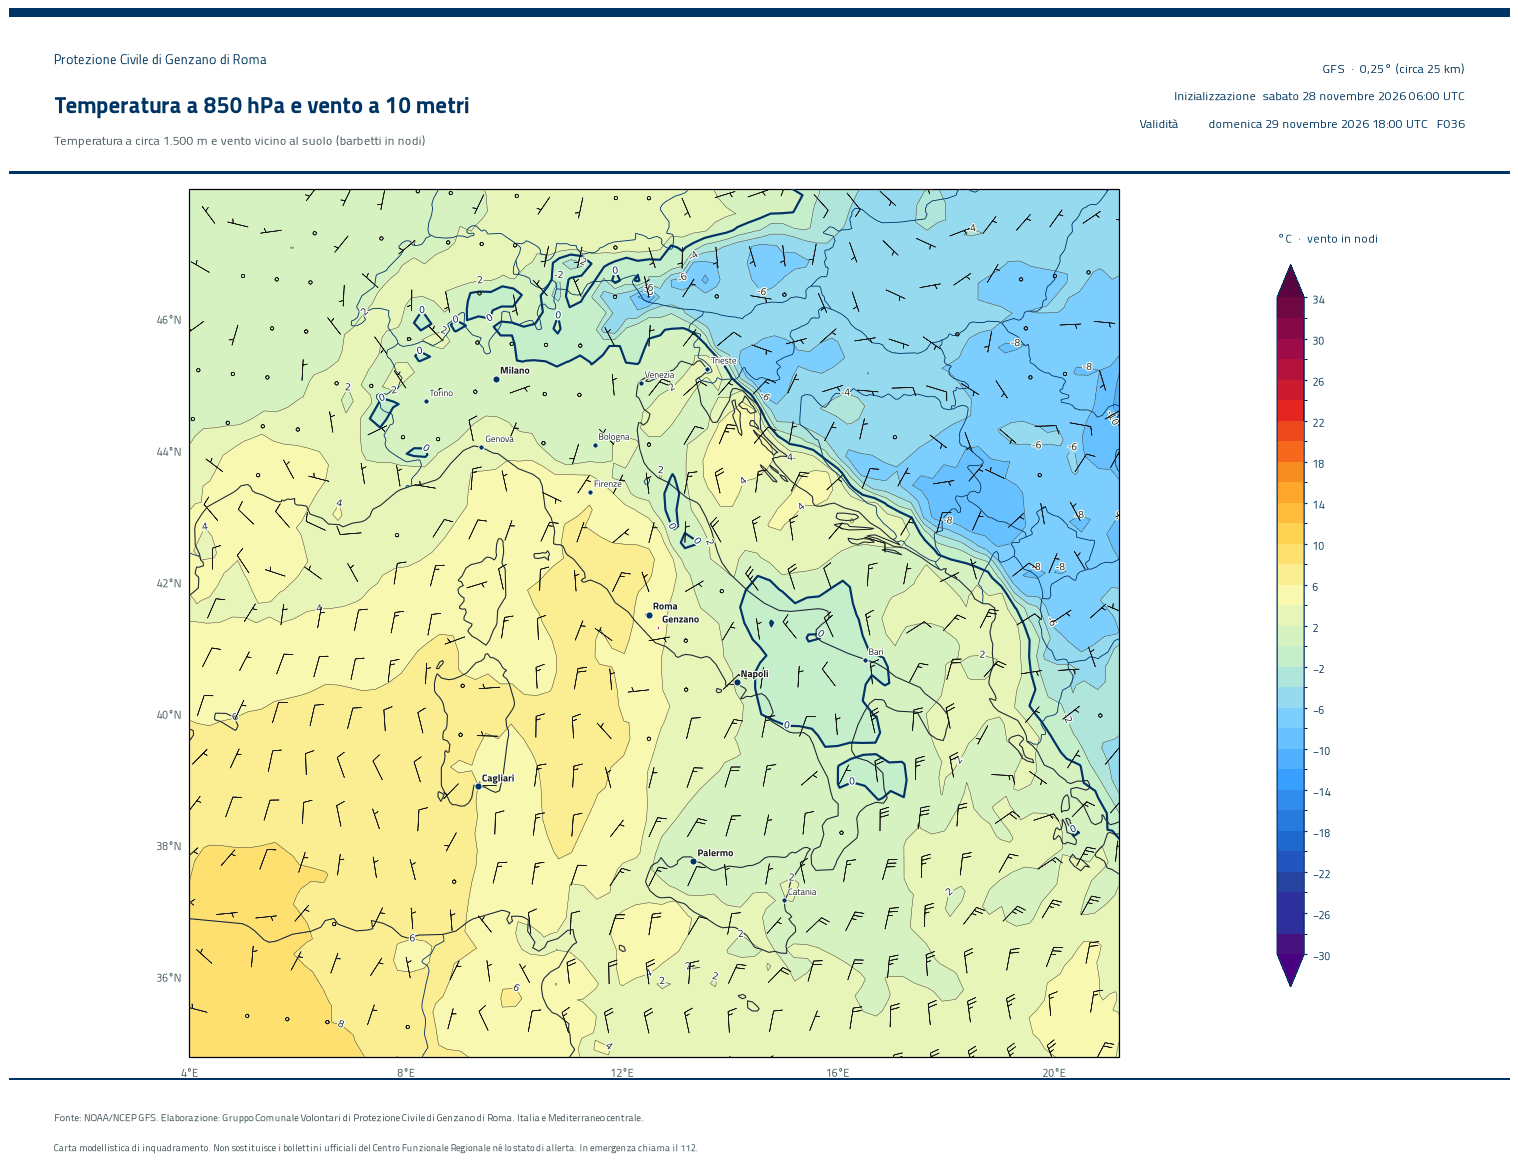 Protezione Civile di Genzano di Roma
Temperatura a 850 hPa e vento a 10 metri
Temperatura a circa 1.500 m e vento vicino al suolo (barbetti in nodi)
GFS · 0,25° (circa 25 km)
Inizializzazione sabato 28 novembre 2026 06:00 UTC
Validità domenica 29 novembre 2026 18:00 UTC F036
°C · vento in nodi
34
30
26
22
18
14
10
6
2
−2
−6
−10
−14
−18
−22
−26
−30
46°N
44°N
42°N
40°N
38°N
36°N
4°E
8°E
12°E
16°E
20°E
Trieste
Venezia
Milano
Torino
Genova
Bologna
Firenze
Roma
Genzano
Napoli
Bari
Cagliari
Palermo
Catania
Fonte: NOAA/NCEP GFS. Elaborazione: Gruppo Comunale Volontari di Protezione Civile di Genzano di Roma. Italia e Mediterraneo centrale.
Carta modellistica di inquadramento. Non sostituisce i bollettini ufficiali del Centro Funzionale Regionale né lo stato di allerta. In emergenza chiama il 112.